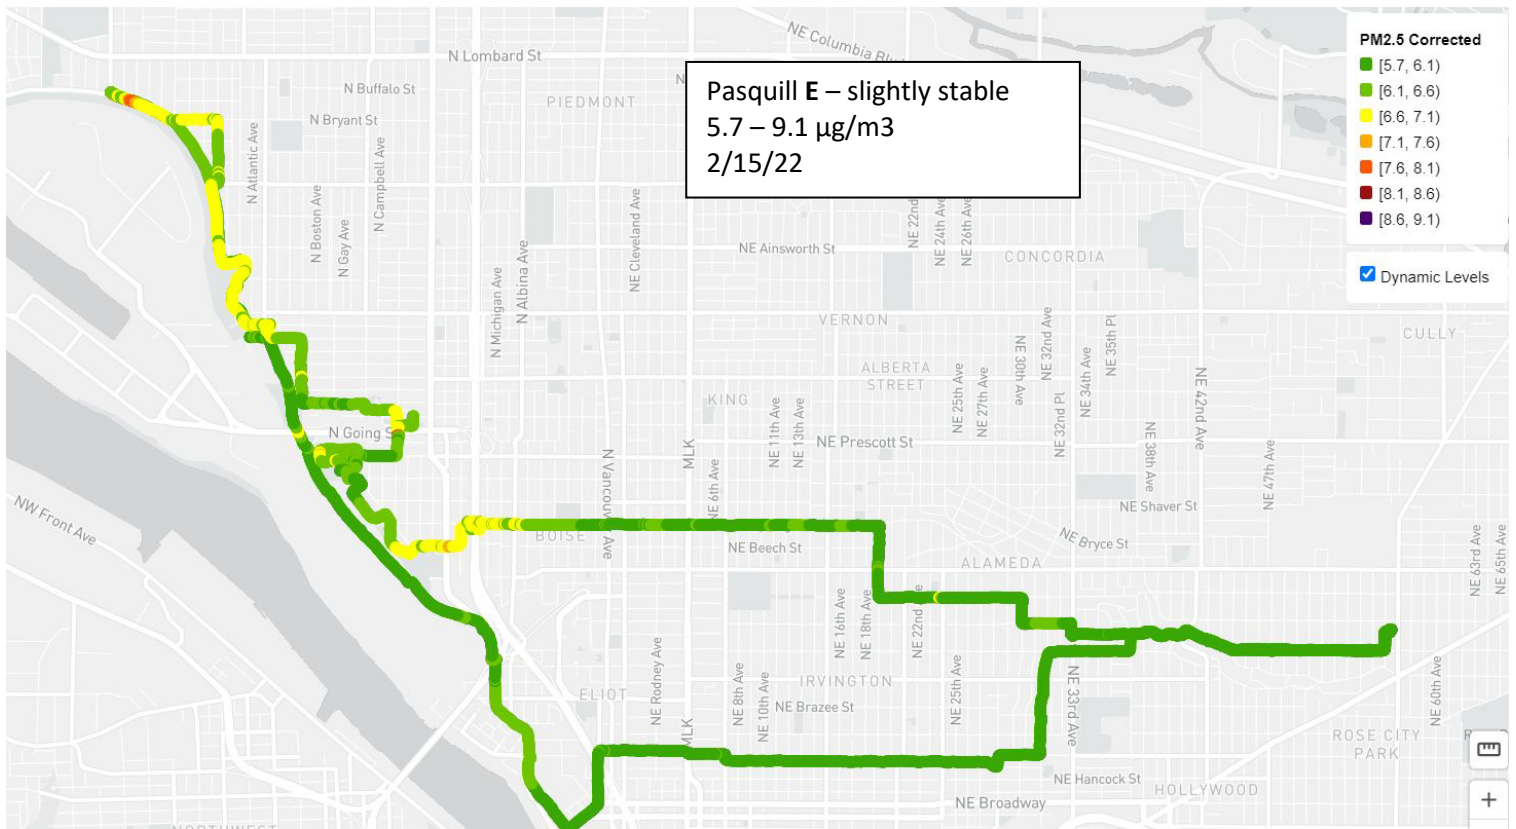 NE Columbia Blv
N Lombard St
N Buffalo St
N
PIEDMONT
N Bryant St
N Atlantic Ave
N Campbell Ave
N Boston Ave
N Gay Ave
Pasquill E – slightly stable
5.7 – 9.1 µg/m3
2/15/22
PM2.5 Corrected
[5.7, 6.1)
[6.1, 6.6)
[6.6, 7.1)
[7.1, 7.6)
[7.6, 8.1)
[8.1, 8.6)
[8.6, 9.1)
Dynamic Levels
NE Cleveland Ave
NE Ainsworth St
NE 22nd
NE 24th Ave
NE 26th Ave
CONCORDIA
N Michigan Ave
N Albina Ave
VERNON
CULLY
NE 30th Ave
NE 32nd Ave
NE 34th Ave
NE 35th Pl
ALBERTA
STREET
KING
NE 25th Ave
NE 27th Ave
NE 32nd Pl
NE 42nd Ave
N Going S
NE 11th Ave
NE 13th Ave
NE Prescott St
MLK
NE 6th Ave
N Vancouv
Ave
NE 38th Ave
NE 47th Ave
NE Shaver St
NW Front Ave
BOISE
NE Beech St
NE Bryce St
ALAMEDA
NE 63rd Ave
NE 65th Ave
NE 16th Ave
NE 18th Ave
NE 22nd
e
NE Rodney Ave
ELIOT
NE 8th Ave
NE 10th Ave
IRVINGTON
NE 25th Ave
NE 33rd Ave
NE 60th Ave
NE Brazee St
MLK
ROSE CITY
PARK
R
NE Hancock St
HOLLYWOOD
NE Broadway
+
NORTHWEST